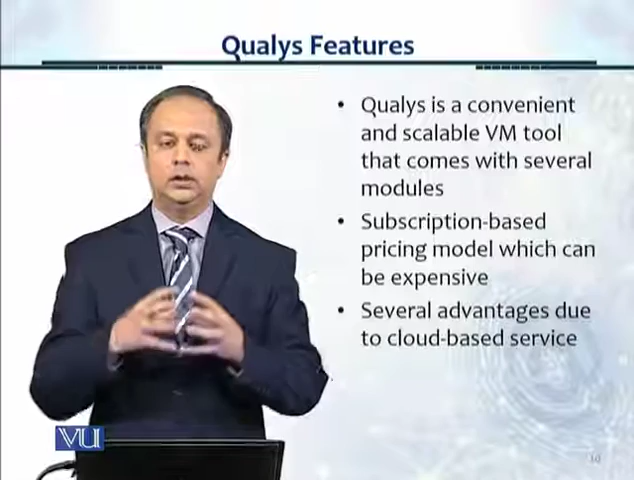 Qualys Features
• Qualys is a convenient
and scalable VM tool
that comes with several
modules
• Subscription-based
pricing model which can
be expensive
• Several advantages due
to cloud-based service
VU
10